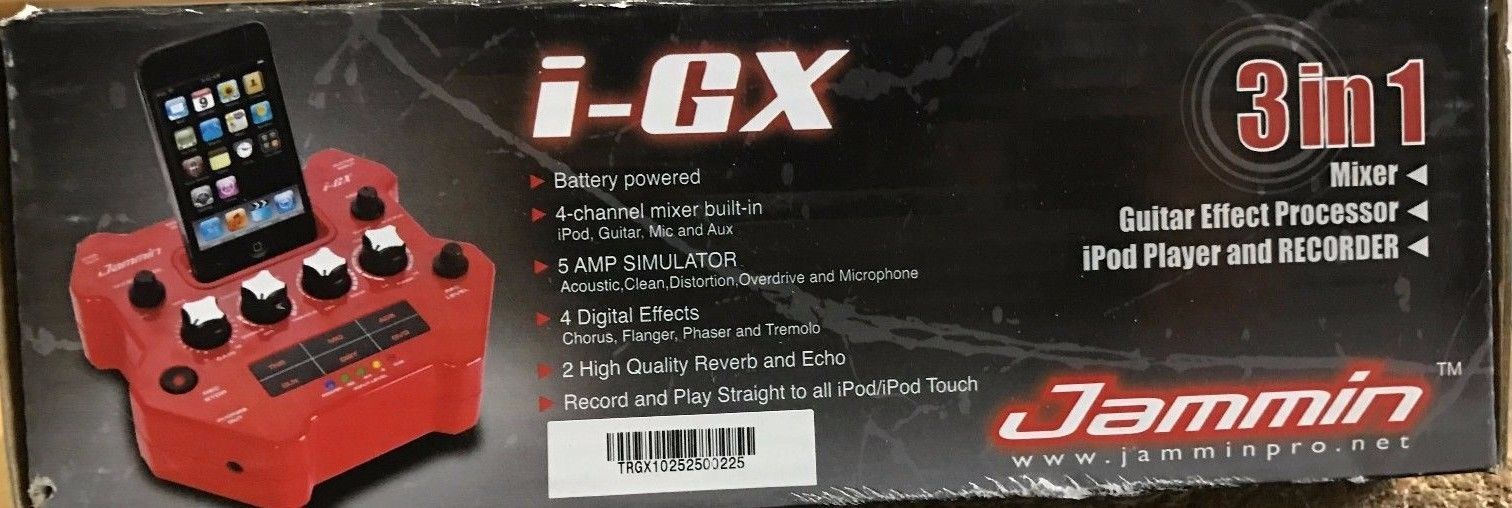 i-GX
Battery powered
4-channel mixer built-in
iPod, Guitar, Mic and Aux
5 AMP SIMULATOR
Acoustic,Clean,Distortion,Overdrive and Microphone
4 Digital Effects
Chorus, Flanger, Phaser and Tremolo
2 High Quality Reverb and Echo
Record and Play Straight to all iPod/iPod Touch
TRGX10252500225
3 in 1
Mixer
Guitar Effect Processor
iPod Player and RECORDER
Jammin TM
www.jamminpro.net
i-GX
Jammin
9